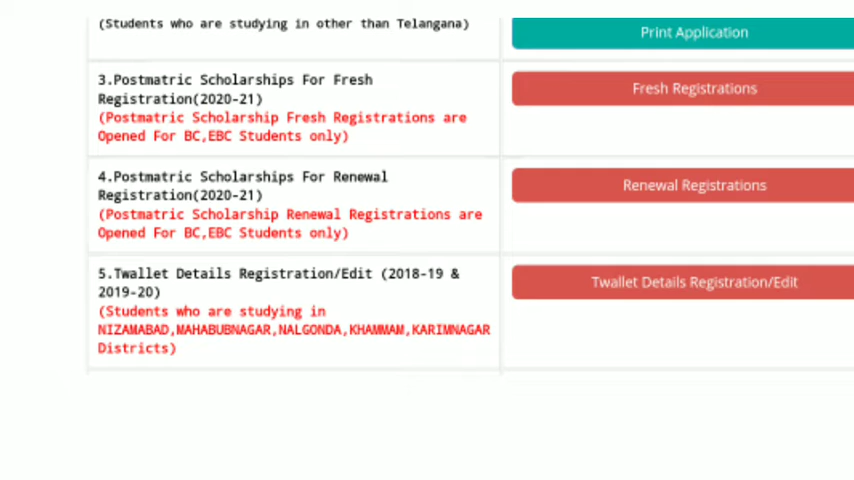 (Students who are studying in other than Telangana)
Print Application
3.Postmatric Scholarships For Fresh
Registration(2020-21)
(Postmatric Scholarship Fresh Registrations are
Opened For BC,EBC Students only)
Fresh Registrations
4.Postmatric Scholarships For Renewal
Registration(2020-21)
(Postmatric Scholarship Renewal Registrations are
Opened For BC,EBC Students only)
Renewal Registrations
5.Twallet Details Registration/Edit (2018-19 &
2019-20)
(Students who are studying in
NIZAMABAD,MAHABUBNAGAR,NALGONDA,KHAMMAM,KARIMNAGAR
Districts)
Twallet Details Registration/Edit